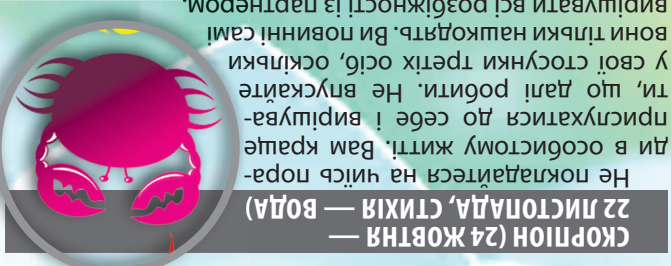 СКОРПІОН (24 ЖОВТНЯ —
22 ЛИСТОПАДА, СТИХІЯ — ВОДА)
Не покладайтеся на чиїсь пора-
ди в особистому житті. Вам краще
прислухатися до себе і вирішува-
ти, що далі робити. Не впускайте
у свої стосунки третіх осіб, оскільки
вони тільки нашкодять. Ви повинні самі
вирішувати всі розбіжності із партнером.